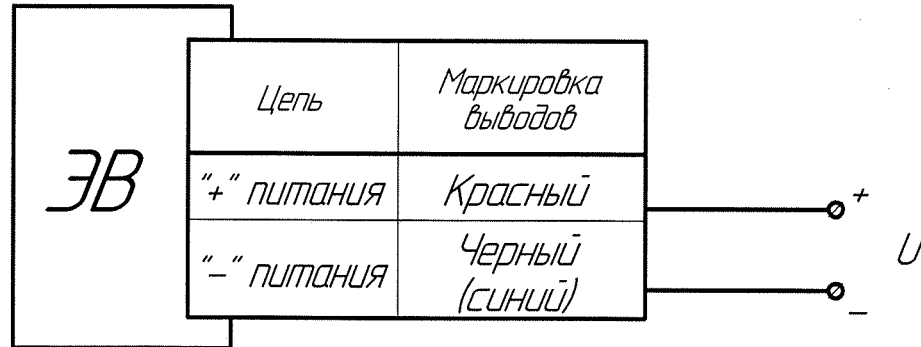 ЭВ
Цепь
Маркировка
выводов
"+" питания
Красный
"–" питания
Черный
(синий)
+
U
–